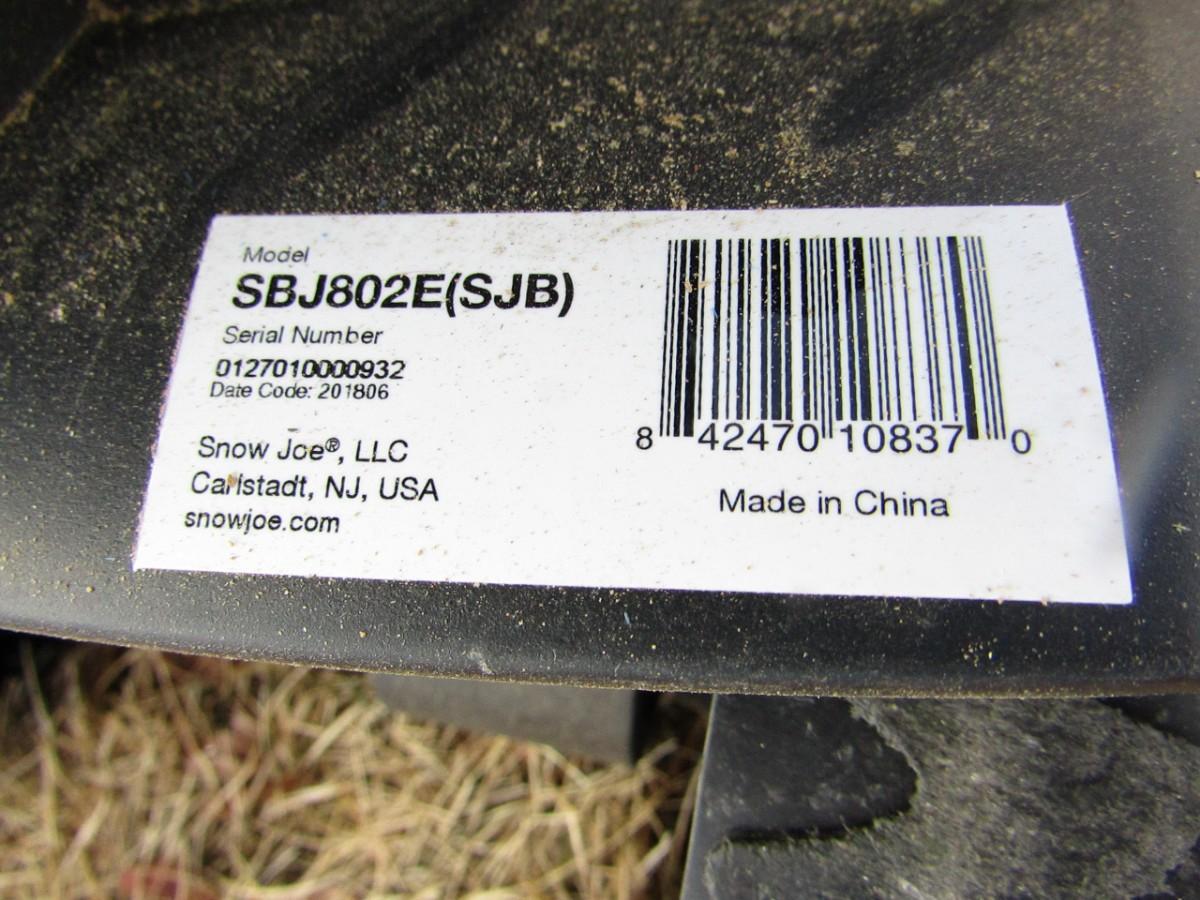 Model
SBJ802E(SJB)
Serial Number
0127010000932
Date Code: 201806
Snow Joe®, LLC
Carlstadt, NJ, USA
snowjoe.com
8 42470 10837 0
Made in China